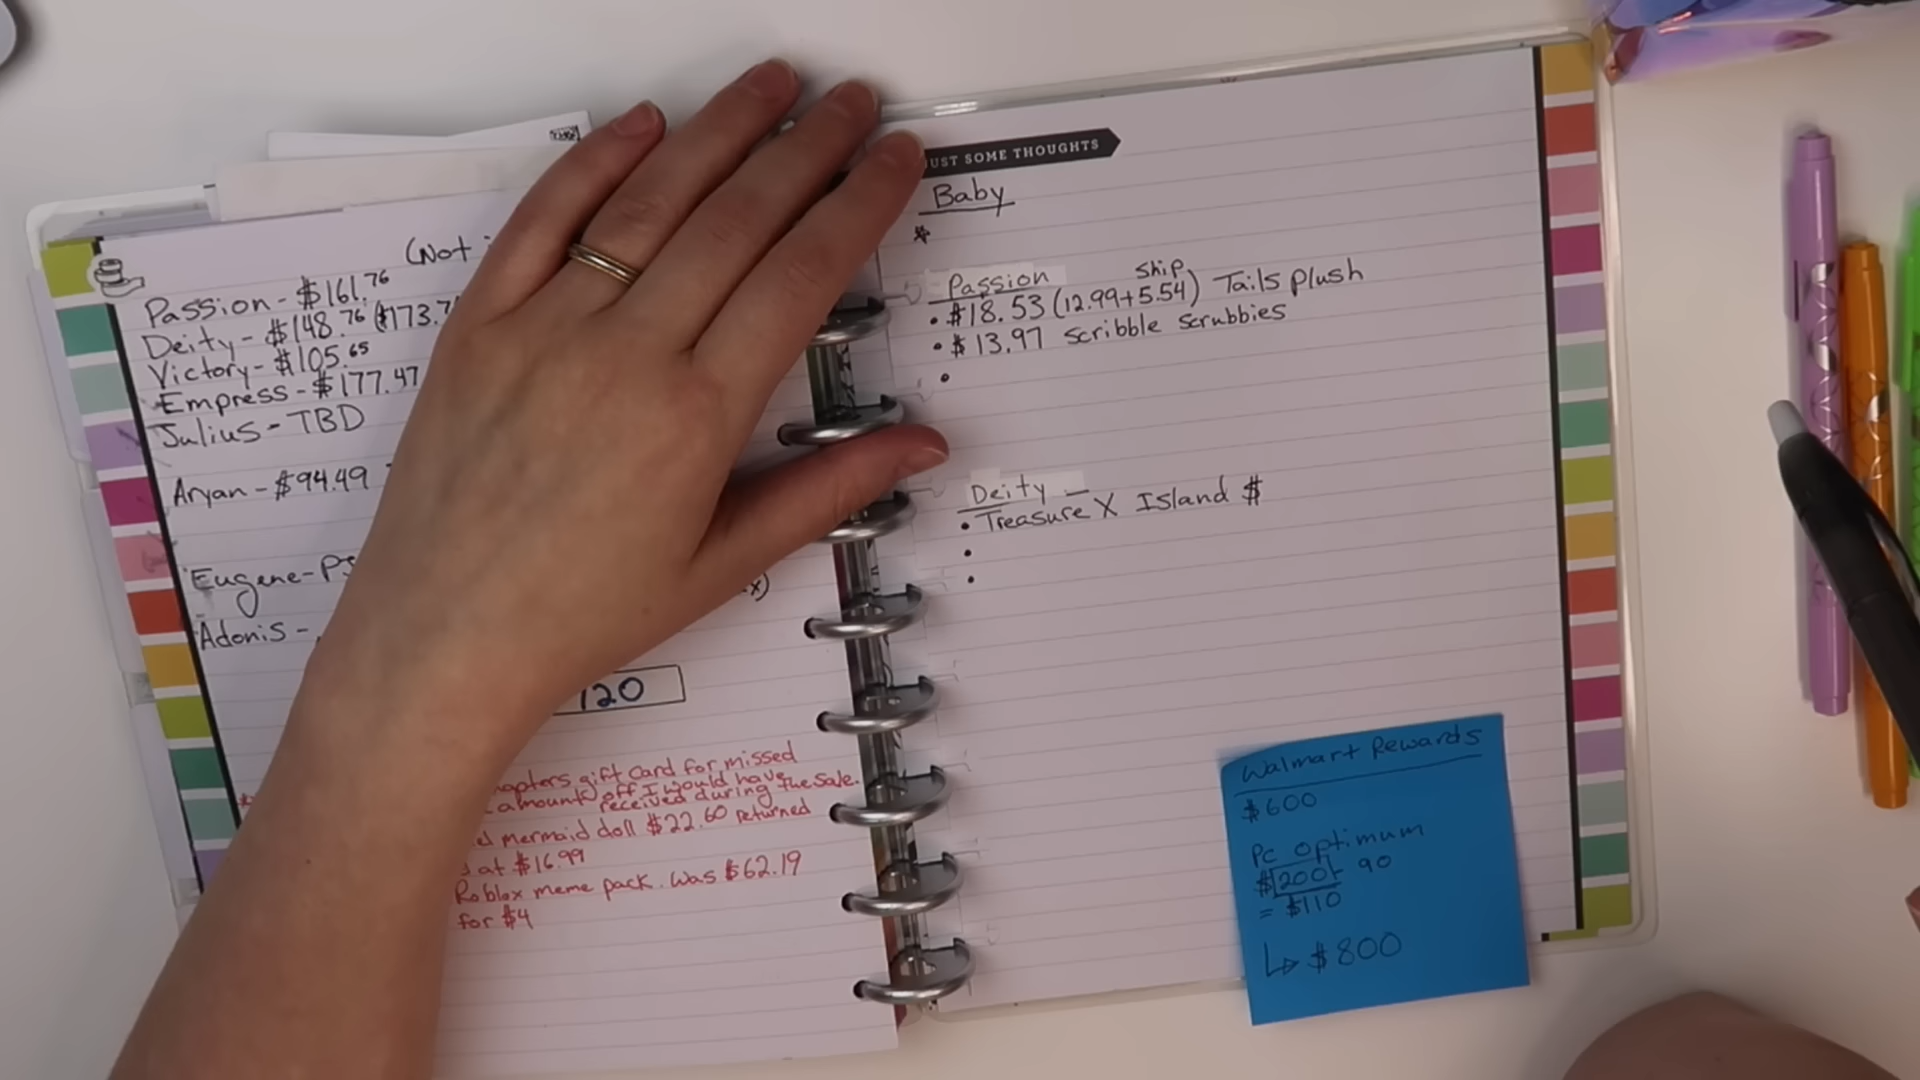 (Not
Passion - $161.76
Deity - $148.76 ($173.7
Victory - $105.65
Empress - $177.47
Julius - TBD
Aryan - $94.49
Eugene - PS
Adonis -
x)
120
hapters gift card for missed
amount off I would have
received during the sale.
el mermaid doll $22.60 returned
at $16.99
Roblox meme pack. Was $62.19
for $4
UST SOME THOUGHTS
Baby
*
Passion
• $18.53 (12.99+5.54) Tails plush
ship
• $13.97 Scribble Scrubbies
•
Deity -
• Treasure X Island $
•
•
Walmart Rewards
$600
Pc optimum
$200 - 90
= $110
↳ $800